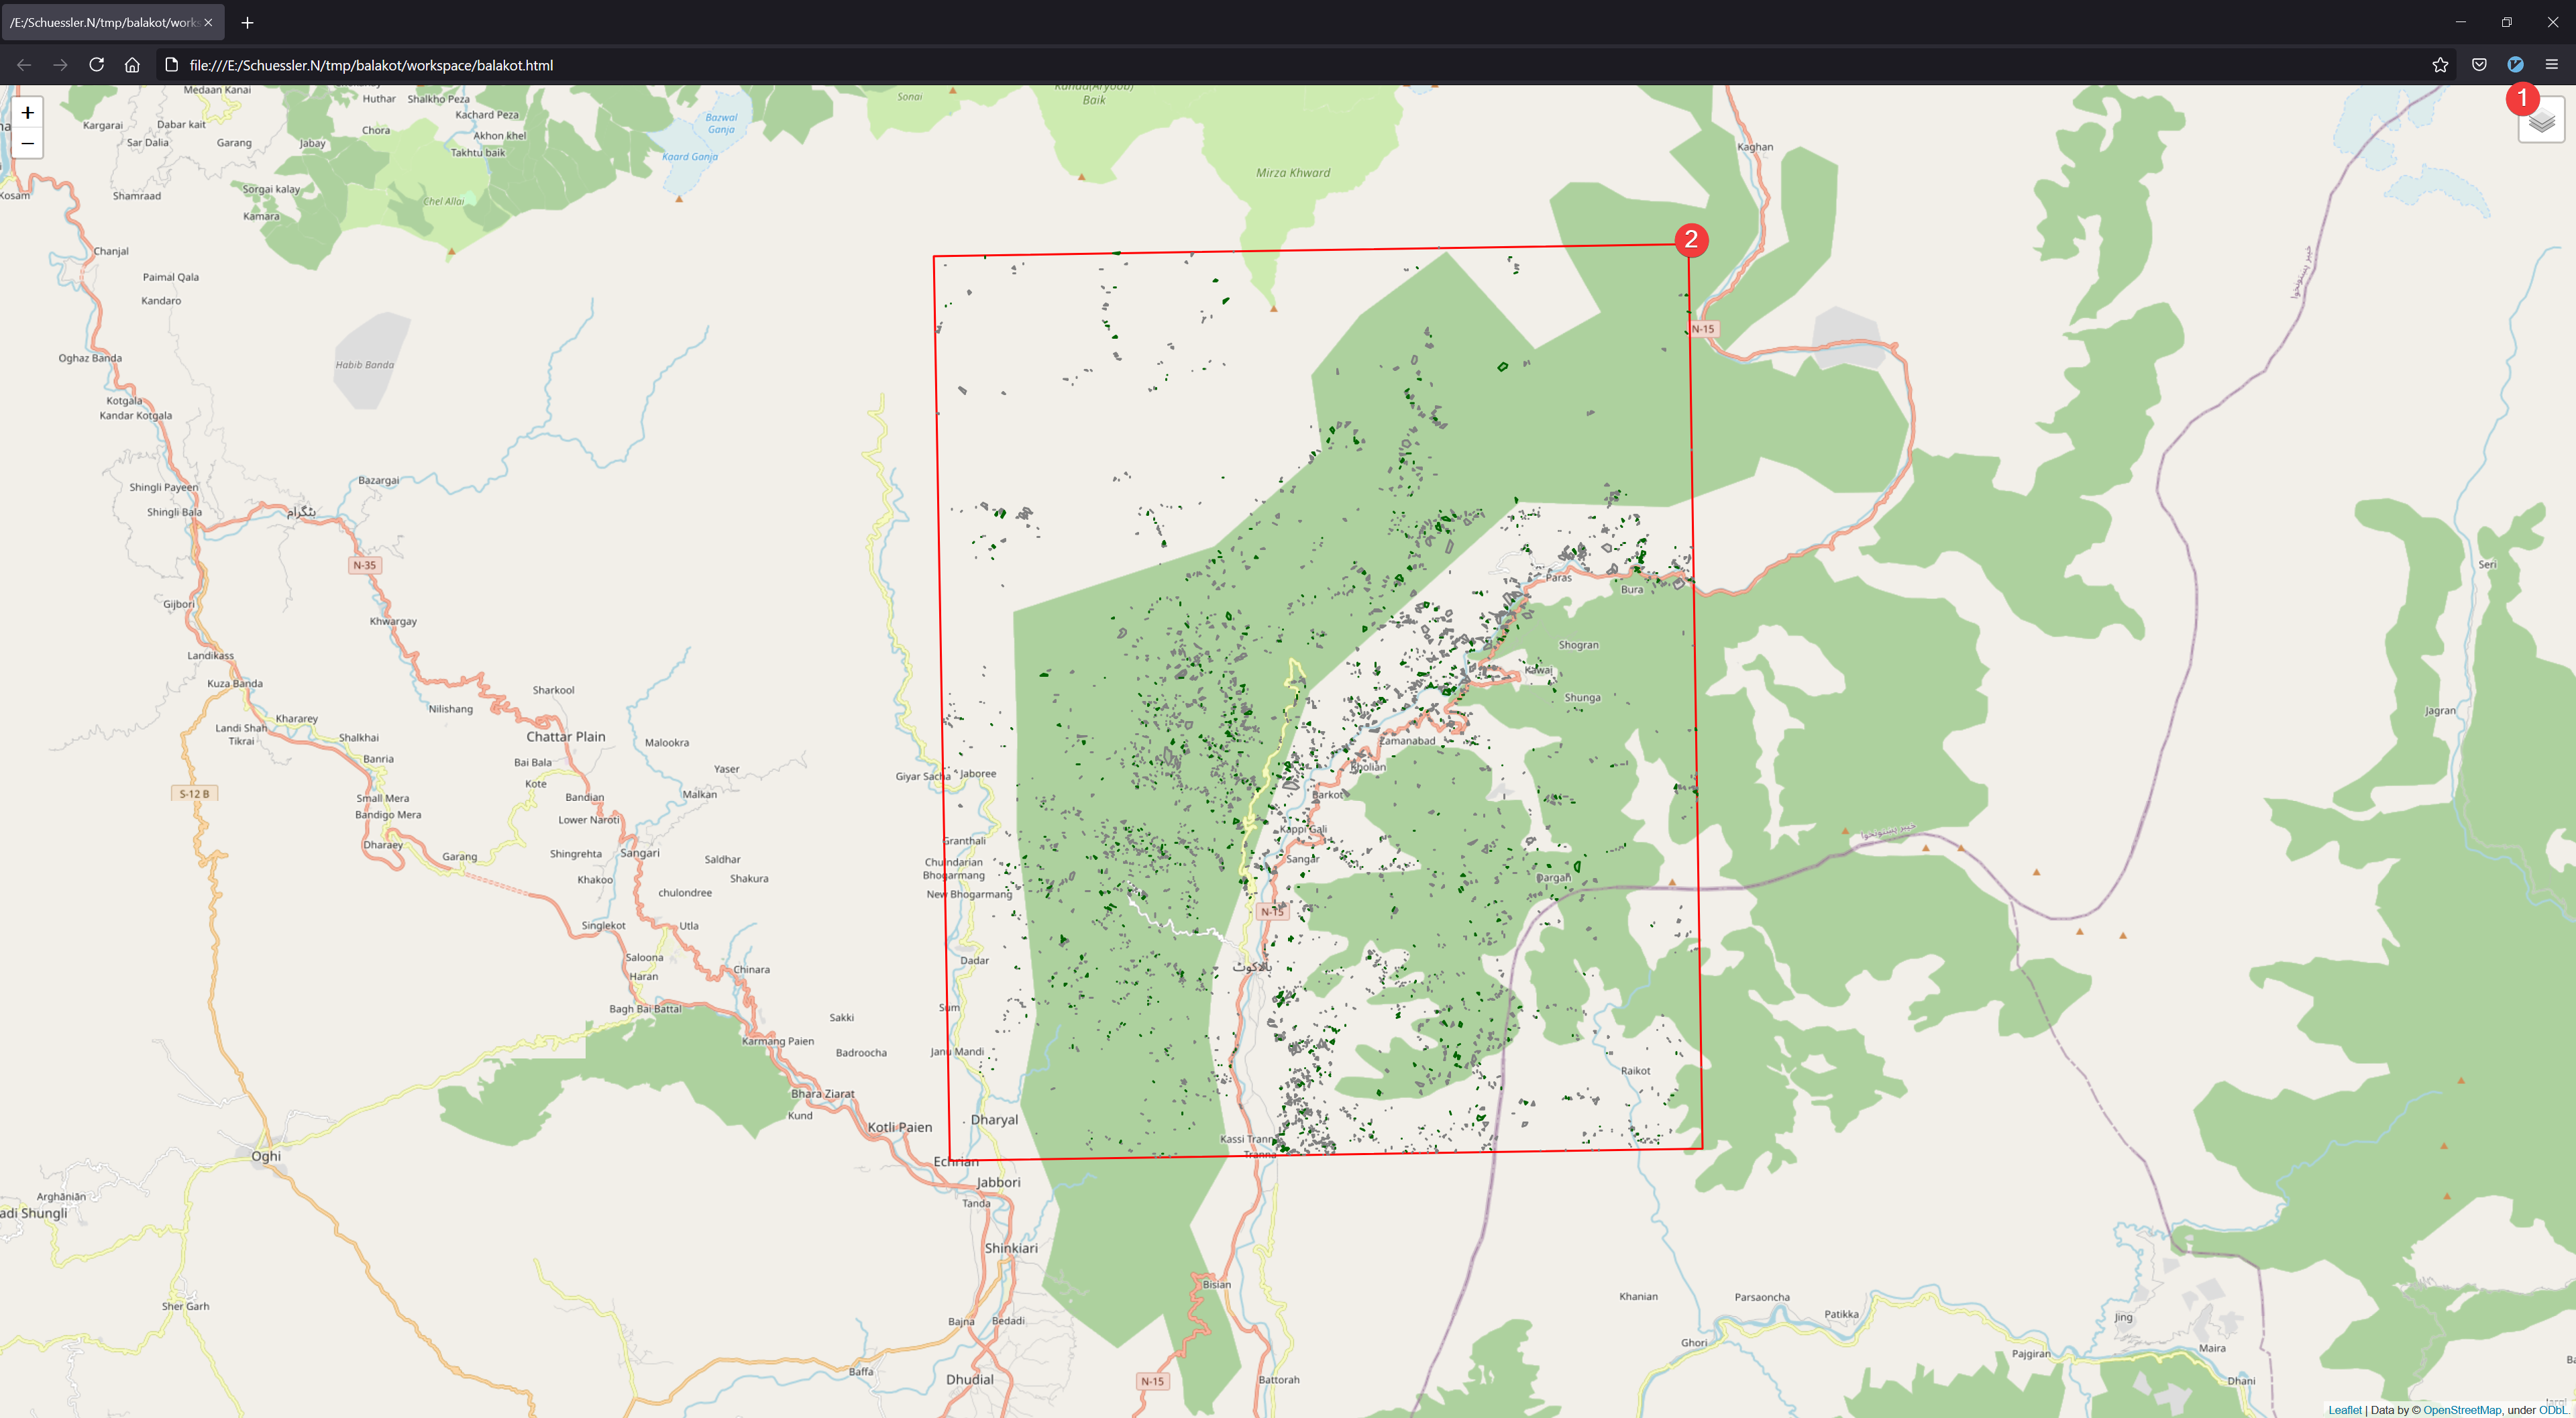 /E:/Schuessler.N/tmp/balakot/works
file:///E:/Schuessler.N/tmp/balakot/workspace/balakot.html
+
−
1
2
Medaan Kanai
Huthar
Shalkho Peza
Kachard Peza
Kargarai
Dabar kait
Chora
Akhon khel
Sar Dalia
Garang
Jabay
Takhtu baik
Bazwal
Ganja
Kaard Ganja
Sonai
Baik
Mirza Khward
Kaghan
Kosam
Shamraad
Sorgai kalay
Kamara
Chel Allai
Chanjal
Paimal Qala
Kandaro
Oghaz Banda
Habib Banda
N-15
Kotgala
Kandar Kotgala
Bazargai
Shingli Payeen
Shingli Bala
بٹگرام
N-35
Gijbori
Khwargay
Landikass
Kuza Banda
Sharkool
Nilishang
Landi Shah
Tikrai
Khararey
Shalkhai
Chattar Plain
Malookra
Banria
Bai Bala
Yaser
Kote
Malkan
S-12 B
Small Mera
Bandigo Mera
Bandian
Lower Naroti
Dharaey
Garang
Shingrehta
Sangari
Saldhar
Khakoo
chulondree
Shakura
Singlekot
Utla
Saloona
Haran
Chinara
Bagh Bai Battal
Sakki
Karmang Paien
Badroocha
Bhara Ziarat
Kund
Kotli Paien
Oghi
Arghāniān
adi Shungli
Sher Garh
Giyar Sacha
Jaboree
Granthali
Chundarian
Bhogarmang
New Bhogarmang
Dadar
Sum
Janu Mandi
Dharyal
Echrian
Jabbori
Tanda
Shinkiari
Bajna
Bedadi
Baffa
Dhudial
N-15
Bisian
Battorah
Paras
Bura
Shogran
Kawai
Shunga
Zamanabad
Kholian
Barkot
Kappi Gali
Sangar
Dargah
N-15
بالاکوٹ
Raikot
Kassi Trann
Tranna
خیبر پختونخوا
خیبر پختونخوا
Seri
Jagran
Khanian
Parsaoncha
Patikka
Ghori
Pajgiran
Jing
Maira
Dhani
Leaflet | Data by © OpenStreetMap, under ODbL.